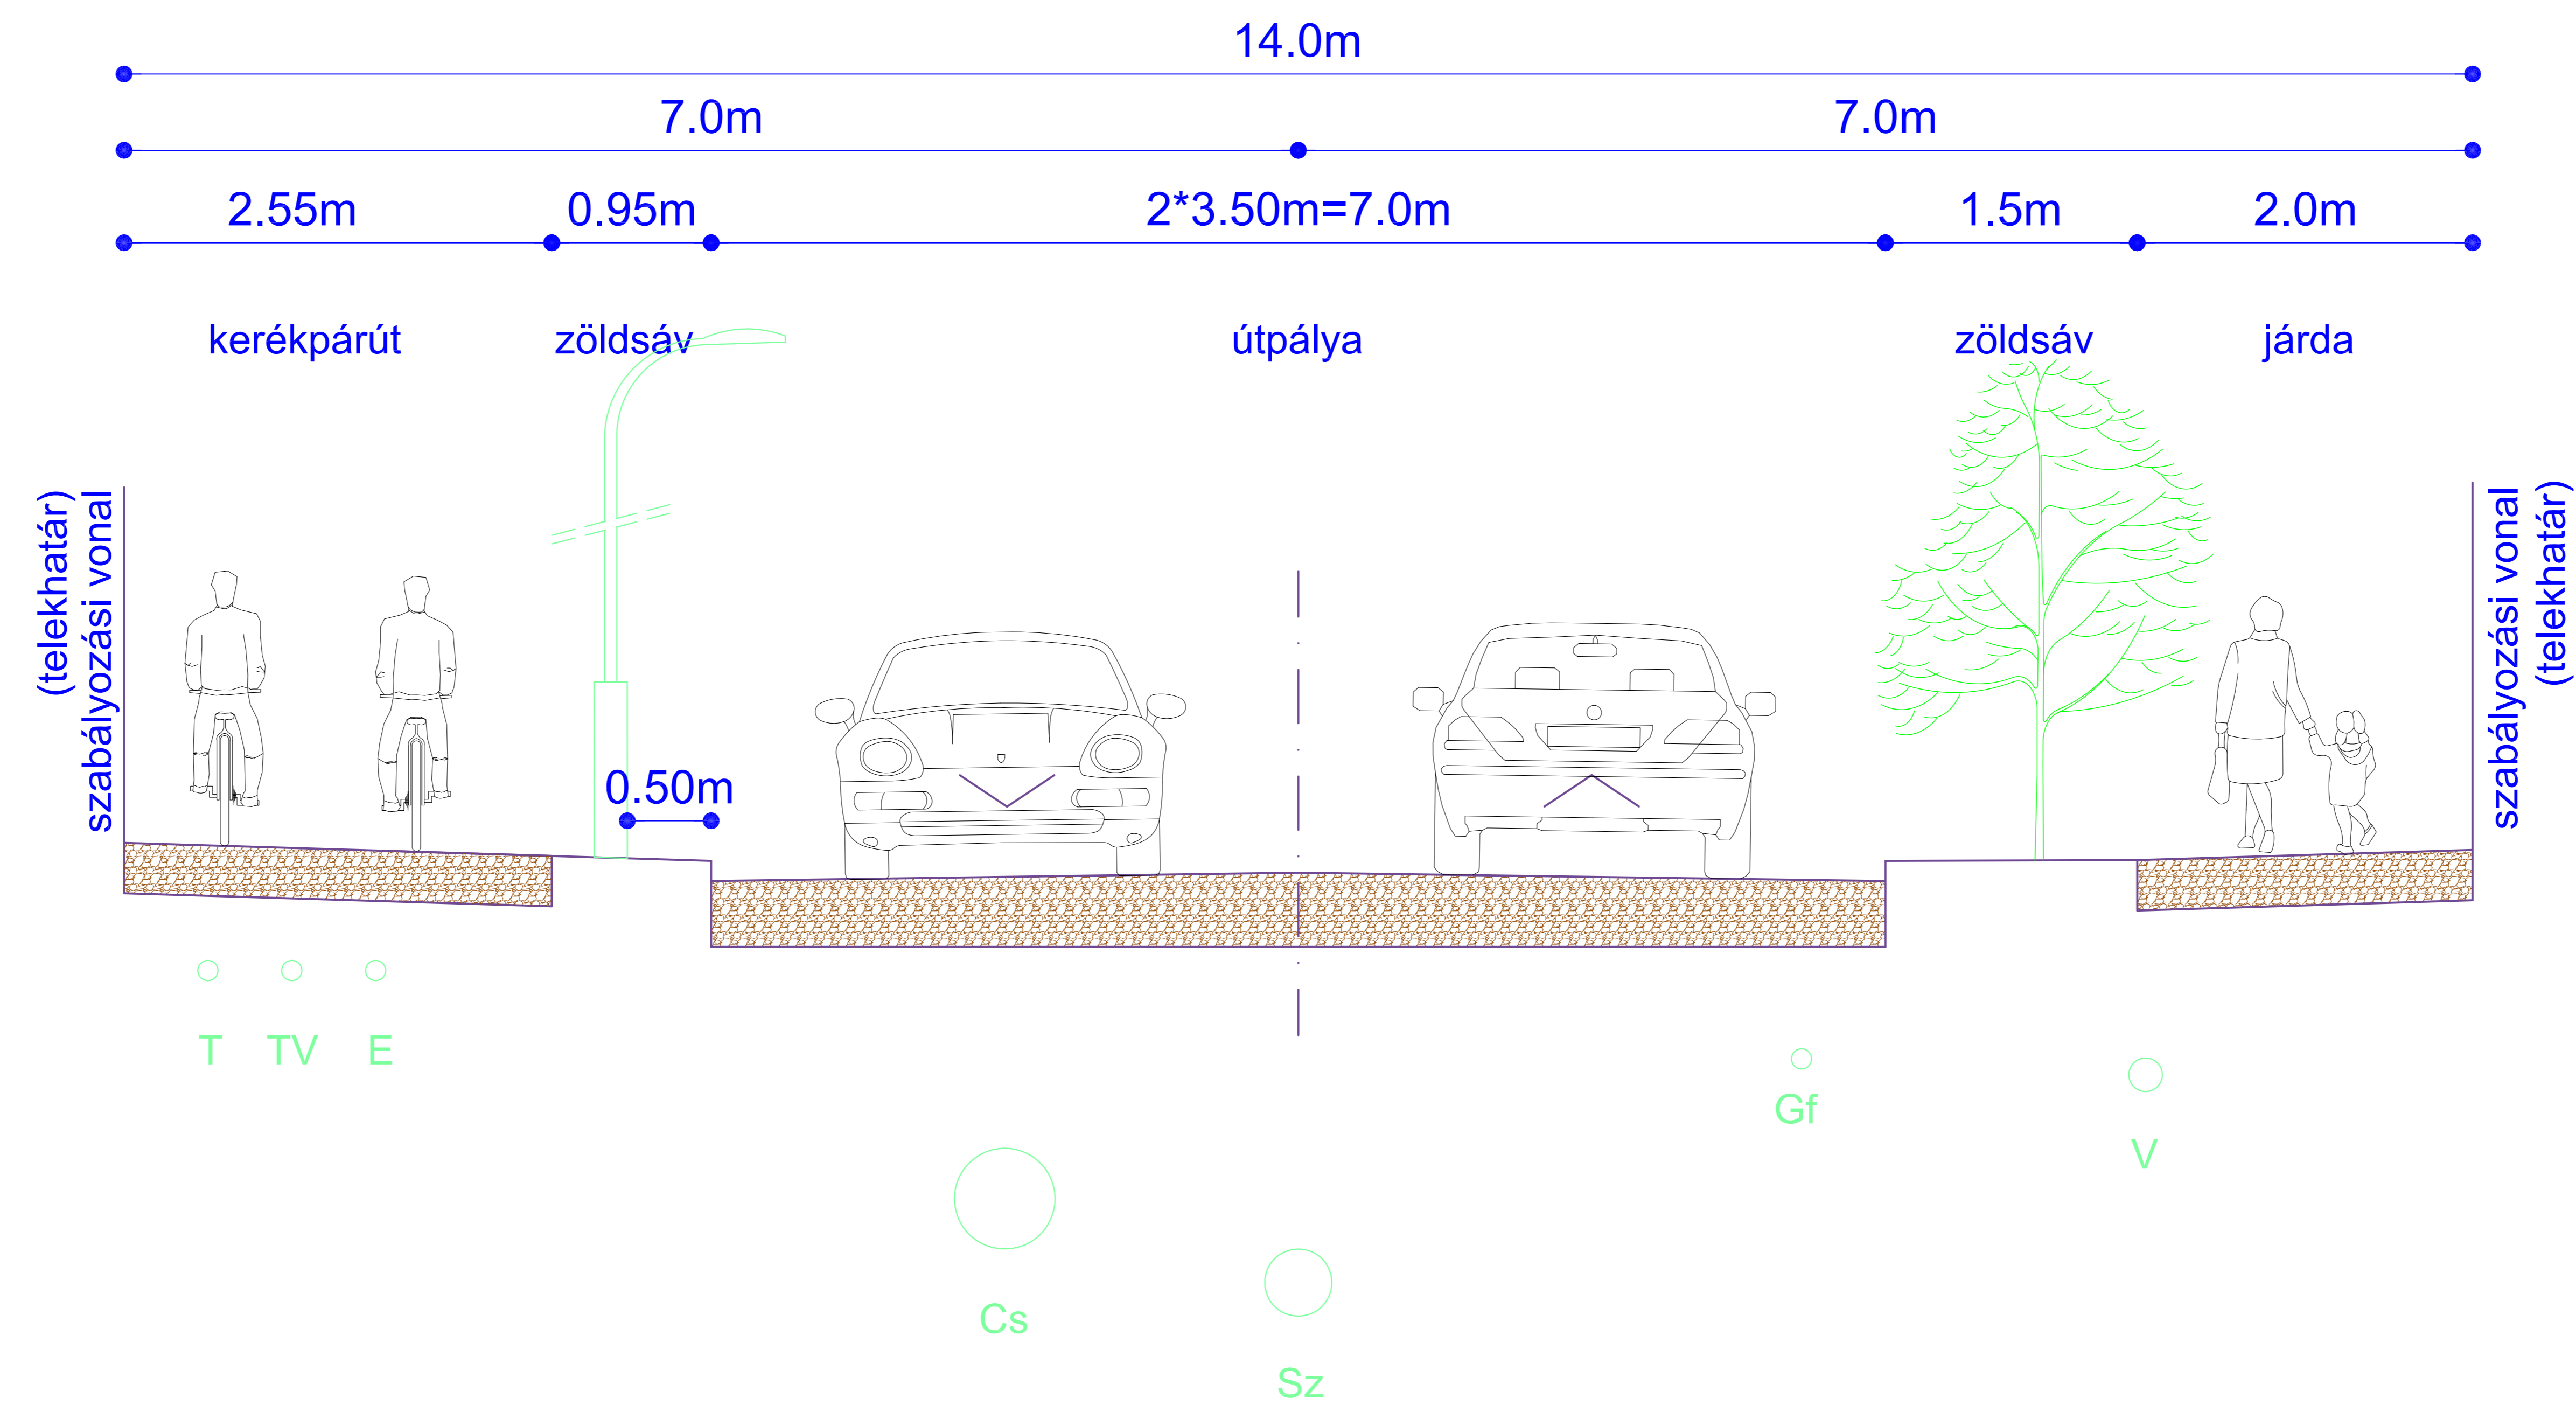 14.0m
7.0m 7.0m
2.55m 0.95m 2*3.50m=7.0m 1.5m 2.0m
kerékpárút zöldsáv útpálya zöldsáv járda
(telekhatár)
szabályozási vonal
szabályozási vonal
(telekhatár)
0.50m
T TV E
Gf
V
Cs
Sz